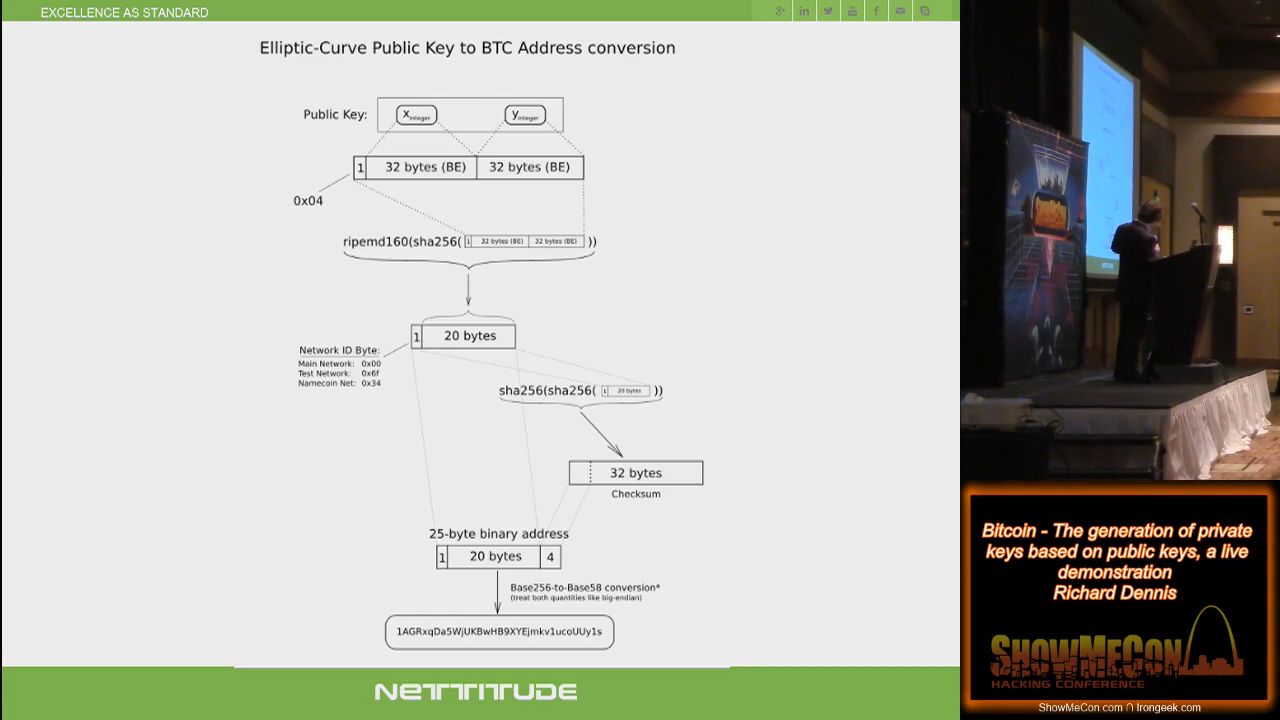 EXCELLENCE AS STANDARD
Elliptic-Curve Public Key to BTC Address conversion
Public Key:
x integer
y integer
1
32 bytes (BE)
32 bytes (BE)
0x04
ripemd160(sha256(
1
32 bytes (BE)
32 bytes (BE)
))
1
20 bytes
Network ID Byte:
Main Network: 0x00
Test Network: 0x6f
Namecoin Net: 0x34
sha256(sha256(
1
20 bytes
))
32 bytes
Checksum
25-byte binary address
1
20 bytes
4
Base256-to-Base58 conversion*
(treat both quantities like big-endian)
1AGRxqDa5WjUKBwHB9XYEjmkv1ucoUUy1s
NETTITUDE
Bitcoin - The generation of private
keys based on public keys, a live
demonstration
Richard Dennis
SHOWMECON
HACKING CONFERENCE
ShowMeCon.com ∩ Irongeek.com